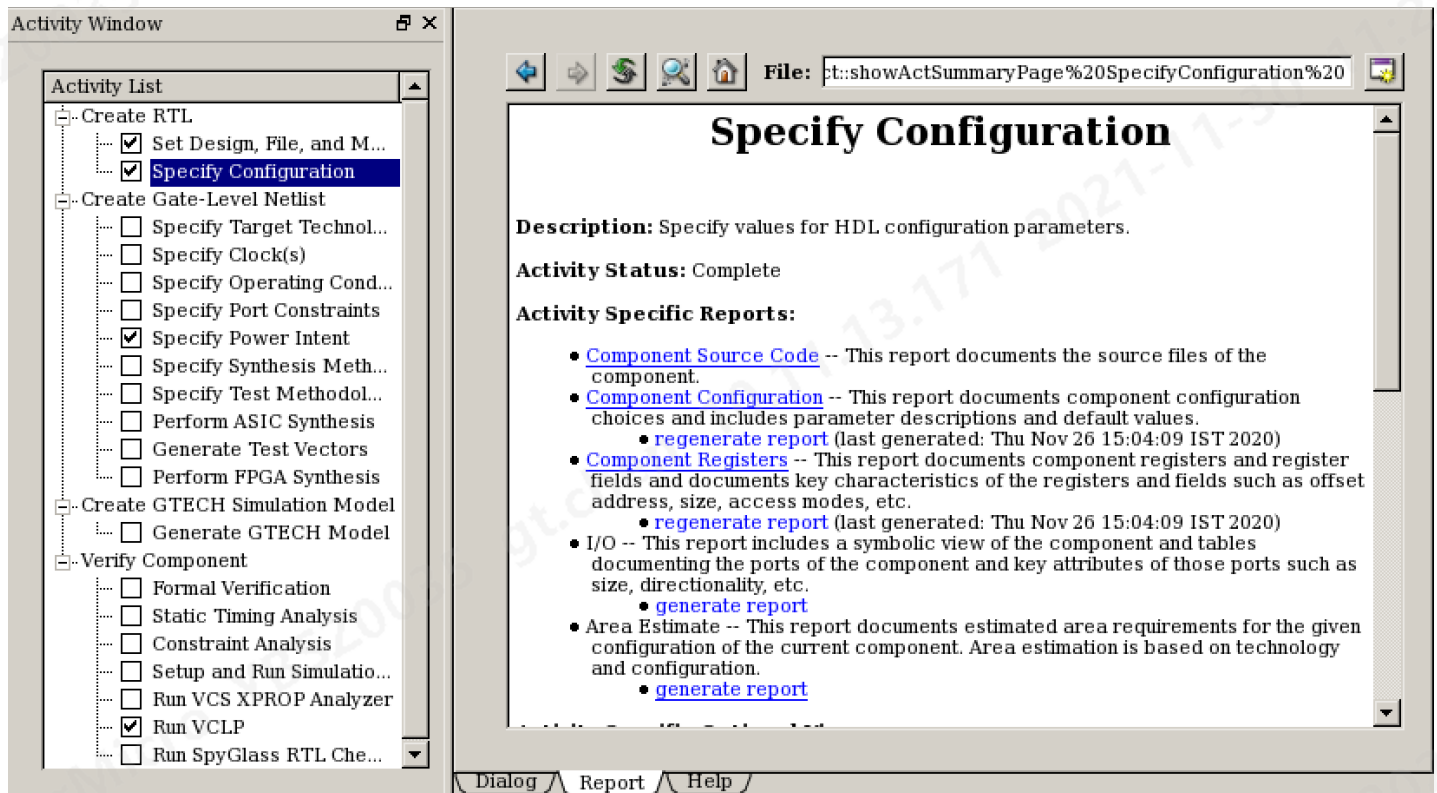 Activity Window
Activity List
Create RTL
Set Design, File, and M...
Specify Configuration
Create Gate-Level Netlist
Specify Target Technol...
Specify Clock(s)
Specify Operating Cond...
Specify Port Constraints
Specify Power Intent
Specify Synthesis Meth...
Specify Test Methodol...
Perform ASIC Synthesis
Generate Test Vectors
Perform FPGA Synthesis
Create GTECH Simulation Model
Generate GTECH Model
Verify Component
Formal Verification
Static Timing Analysis
Constraint Analysis
Setup and Run Simulatio...
Run VCS XPROP Analyzer
Run VCLP
Run SpyGlass RTL Che...
File: ct::showActSummaryPage%20SpecifyConfiguration%20
Specify Configuration
Description: Specify values for HDL configuration parameters.
Activity Status: Complete
Activity Specific Reports:
Component Source Code -- This report documents the source files of the
component.
Component Configuration -- This report documents component configuration
choices and includes parameter descriptions and default values.
regenerate report (last generated: Thu Nov 26 15:04:09 IST 2020)
Component Registers -- This report documents component registers and register
fields and documents key characteristics of the registers and fields such as offset
address, size, access modes, etc.
regenerate report (last generated: Thu Nov 26 15:04:09 IST 2020)
I/O -- This report includes a symbolic view of the component and tables
documenting the ports of the component and key attributes of those ports such as
size, directionality, etc.
generate report
Area Estimate -- This report documents estimated area requirements for the given
configuration of the current component. Area estimation is based on technology
and configuration.
generate report
Dialog
Report
Help